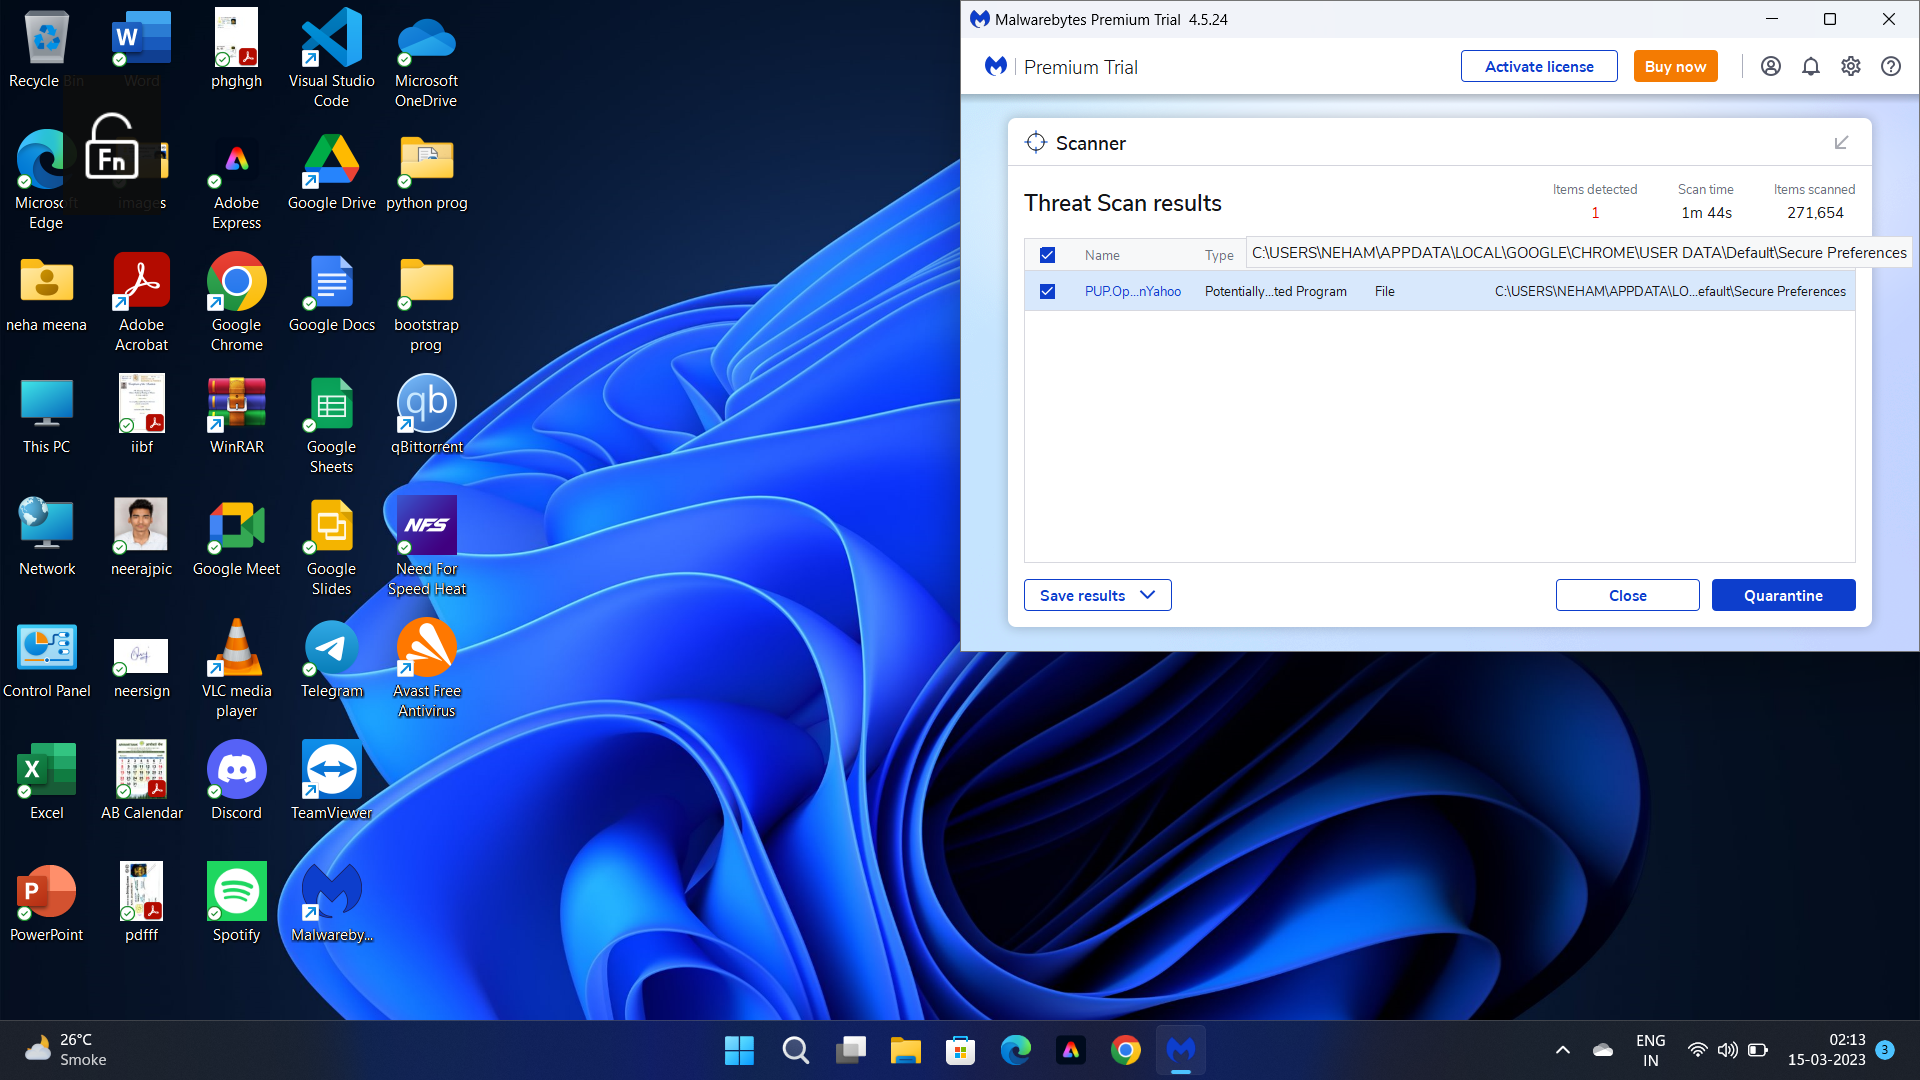 Recycle Bin
Word
phghgh
Visual Studio
Code
Microsoft
OneDrive
Fn
Microsoft
Edge
images
Adobe
Express
Google Drive
python prog
neha meena
Adobe
Acrobat
Google
Chrome
Google Docs
bootstrap
prog
This PC
iibf
WinRAR
Google
Sheets
qb
qBittorrent
Network
neerajpic
Google Meet
Google
Slides
NFS
Need For
Speed Heat
Control Panel
neersign
VLC media
player
Telegram
Avast Free
Antivirus
Excel
AB Calendar
Discord
TeamViewer
PowerPoint
pdfff
Spotify
Malwareby...
Malwarebytes Premium Trial 4.5.24
Premium Trial
Activate license
Buy now
Scanner
Threat Scan results
Items detected
1
Scan time
1m 44s
Items scanned
271,654
Name
Type
C:\USERS\NEHAM\APPDATA\LOCAL\GOOGLE\CHROME\USER DATA\Default\Secure Preferences
PUP.Op...nYahoo
Potentially...ted Program
File
C:\USERS\NEHAM\APPDATA\LO...efault\Secure Preferences
Save results
Close
Quarantine
26°C
Smoke
ENG
IN
02:13
15-03-2023
3